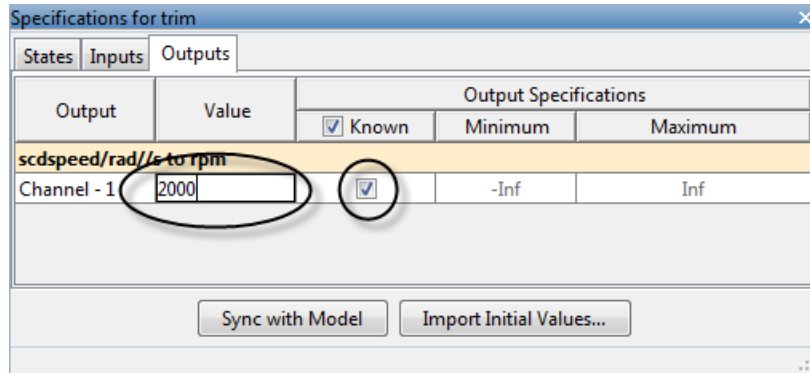 Specifications for trim
States Inputs Outputs
Output Value Output Specifications
Known Minimum Maximum
scdspeed/rad//s to rpm
Channel - 1 2000 -Inf Inf
Sync with Model Import Initial Values...